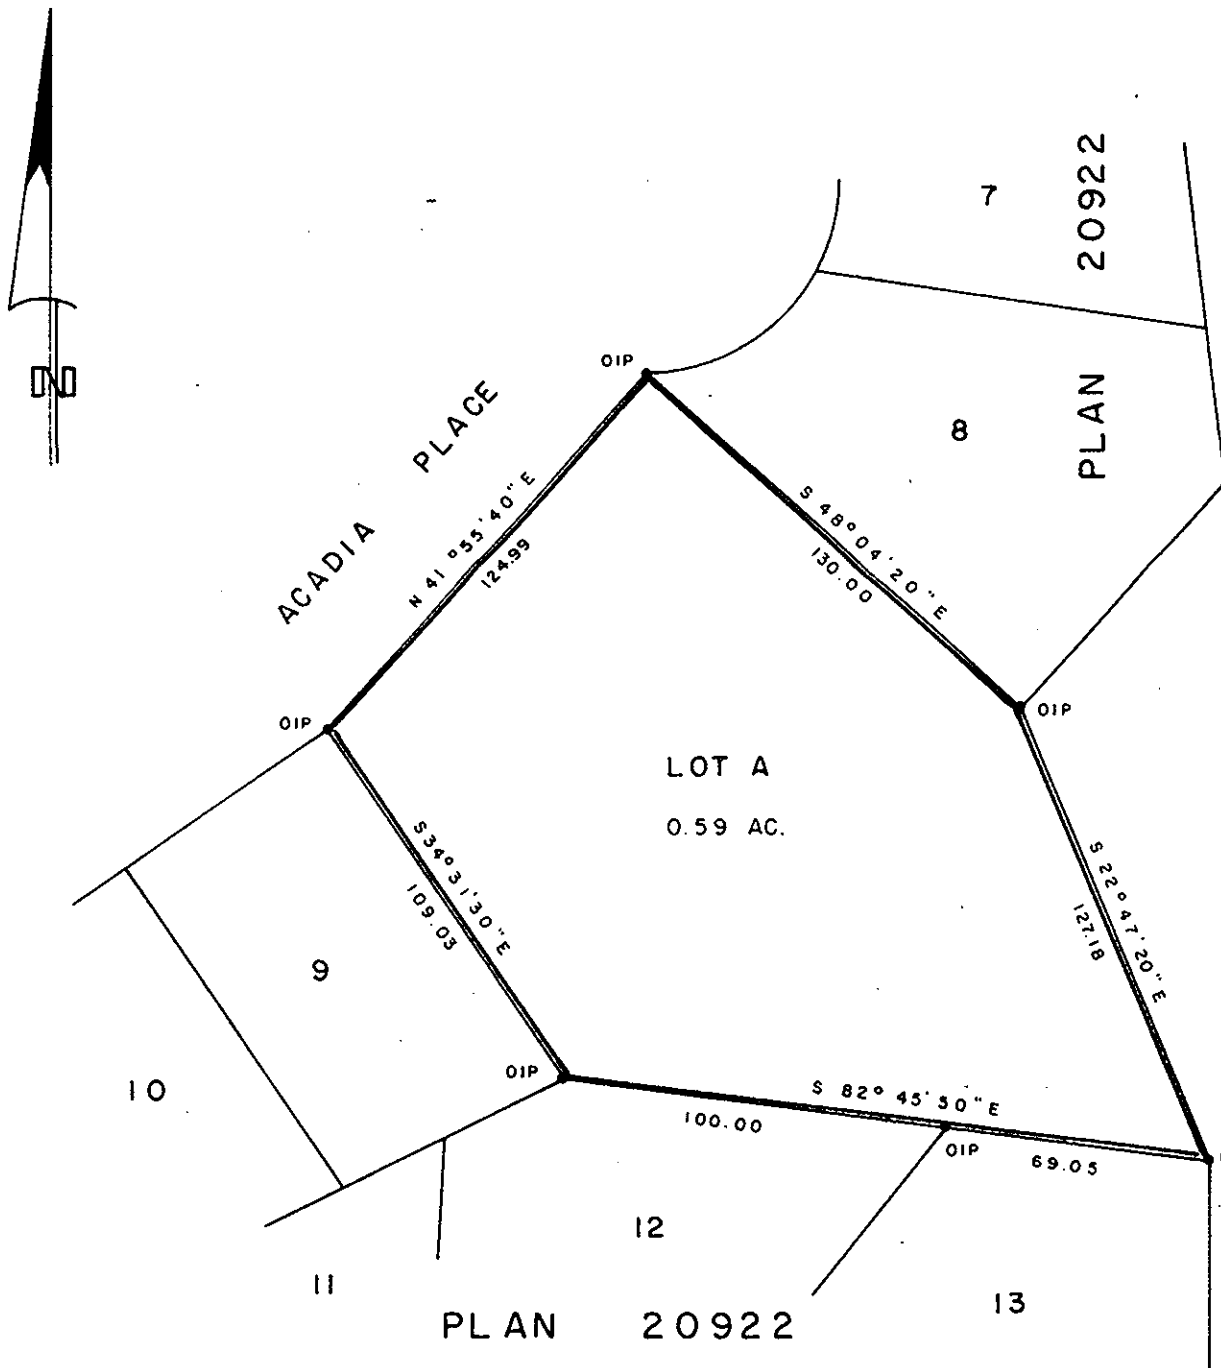 7
PLAN 20922
N
OIP
8
ACADIA PLACE
N 41°55'40"E
124.99
S 48°04'20"E
130.00
OIP
OIP
LOT A
0.59 AC.
S 34°31'30"E
109.03
S 22°47'20"E
127.18
9
10
OIP
S 82°45'50"E
100.00
OIP
69.05
12
11
13
PLAN 20922